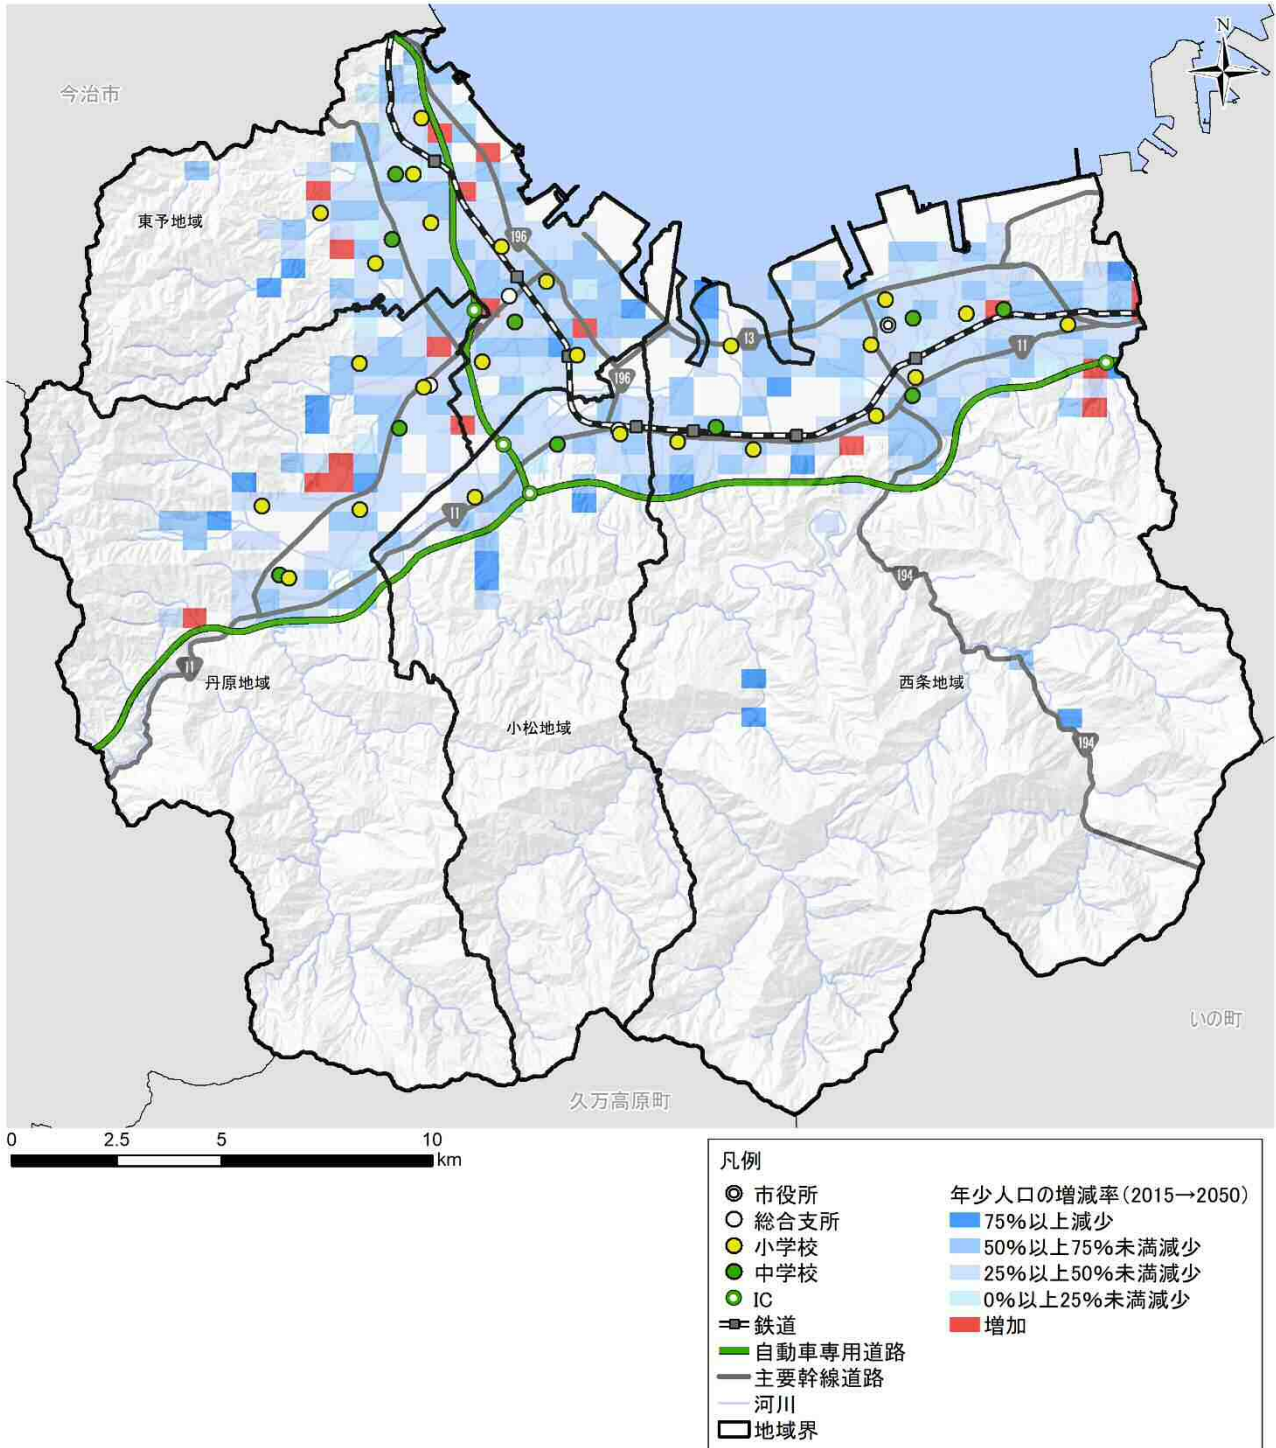 N
今治市
東予地域
196
13
11
196
11
194
11
丹原地域
西条地域
小松地域
194
いの町
久万高原町
0 2.5 5 10
km
凡例
市役所
総合支所
小学校
中学校
IC
鉄道
自動車専用道路
主要幹線道路
河川
地域界
年少人口の増減率(2015→2050)
75%以上減少
50%以上75%未満減少
25%以上50%未満減少
0%以上25%未満減少
増加